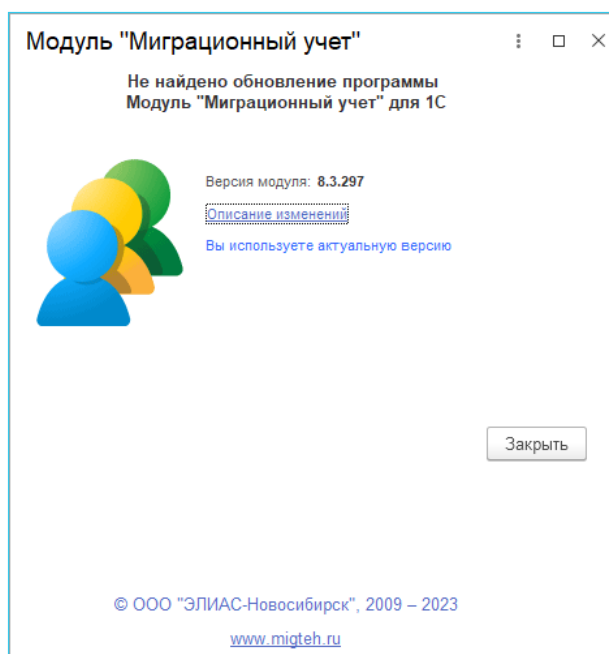 Модуль "Миграционный учет"
Не найдено обновление программы
Модуль "Миграционный учет" для 1С
Версия модуля: 8.3.297
Описание изменений
Вы используете актуальную версию
Закрыть
© ООО "ЭЛИАС-Новосибирск", 2009 – 2023
www.migteh.ru